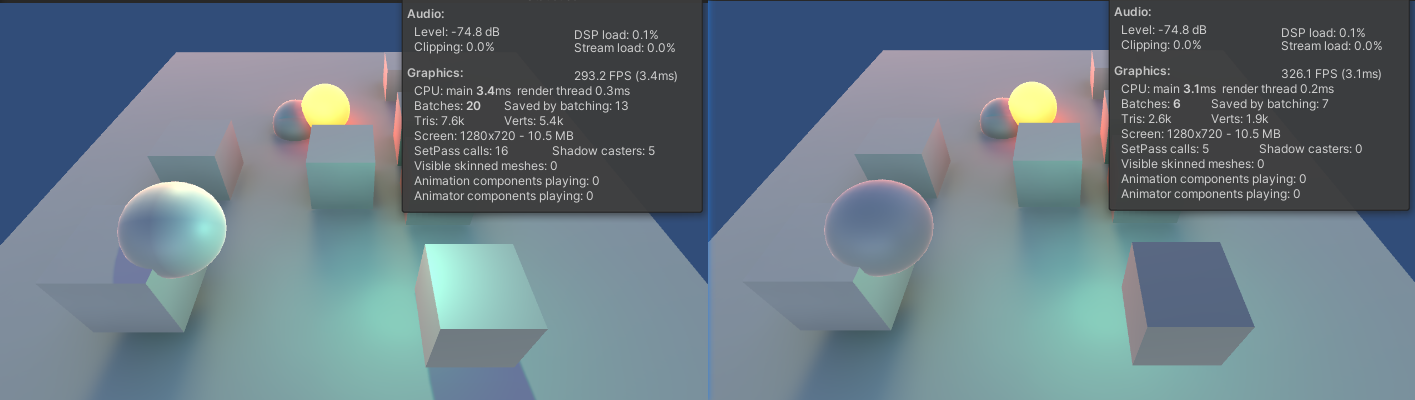 Audio:
Level: -74.8 dB
DSP load: 0.1%
Clipping: 0.0%
Stream load: 0.0%
Graphics:
293.2 FPS (3.4ms)
CPU: main 3.4ms render thread 0.3ms
Batches: 20 Saved by batching: 13
Tris: 7.6k Verts: 5.4k
Screen: 1280x720 - 10.5 MB
SetPass calls: 16 Shadow casters: 5
Visible skinned meshes: 0
Animation components playing: 0
Animator components playing: 0
Audio:
Level: -74.8 dB
DSP load: 0.1%
Clipping: 0.0%
Stream load: 0.0%
Graphics:
326.1 FPS (3.1ms)
CPU: main 3.1ms render thread 0.2ms
Batches: 6 Saved by batching: 7
Tris: 2.6k Verts: 1.9k
Screen: 1280x720 - 10.5 MB
SetPass calls: 5 Shadow casters: 0
Visible skinned meshes: 0
Animation components playing: 0
Animator components playing: 0